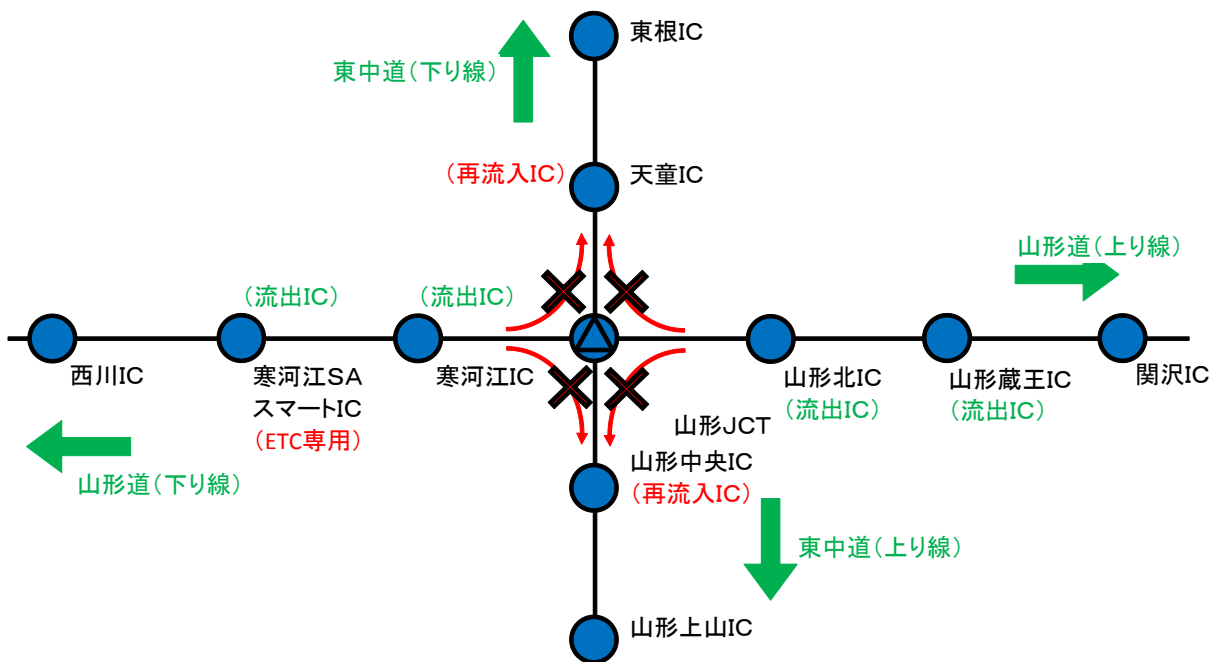 東根IC
東中道(下り線)
(再流入IC)
天童IC
山形道(上り線)
(流出IC)
(流出IC)
西川IC
寒河江SA
スマートIC
(ETC専用)
寒河江IC
山形北IC
(流出IC)
山形蔵王IC
(流出IC)
関沢IC
山形JCT
山形中央IC
(再流入IC)
山形道(下り線)
東中道(上り線)
山形上山IC